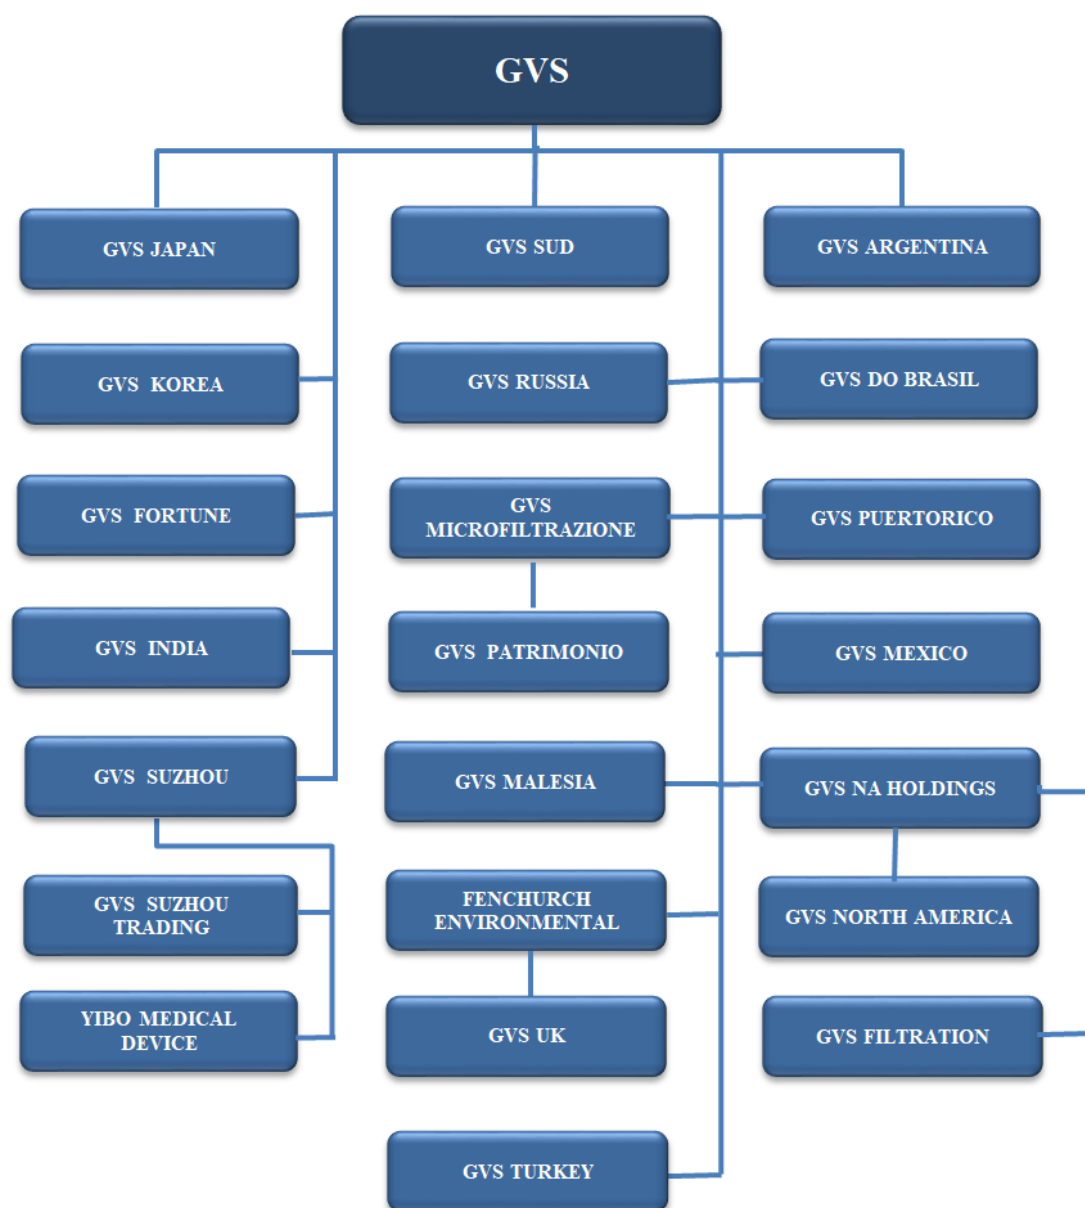 GVS
GVS JAPAN
GVS SUD
GVS ARGENTINA
GVS KOREA
GVS RUSSIA
GVS DO BRASIL
GVS FORTUNE
GVS
MICROFILTRAZIONE
GVS PUERTORICO
GVS INDIA
GVS PATRIMONIO
GVS MEXICO
GVS SUZHOU
GVS MALESIA
GVS NA HOLDINGS
GVS SUZHOU
TRADING
FENCHURCH
ENVIRONMENTAL
GVS NORTH AMERICA
YIBO MEDICAL
DEVICE
GVS UK
GVS FILTRATION
GVS TURKEY